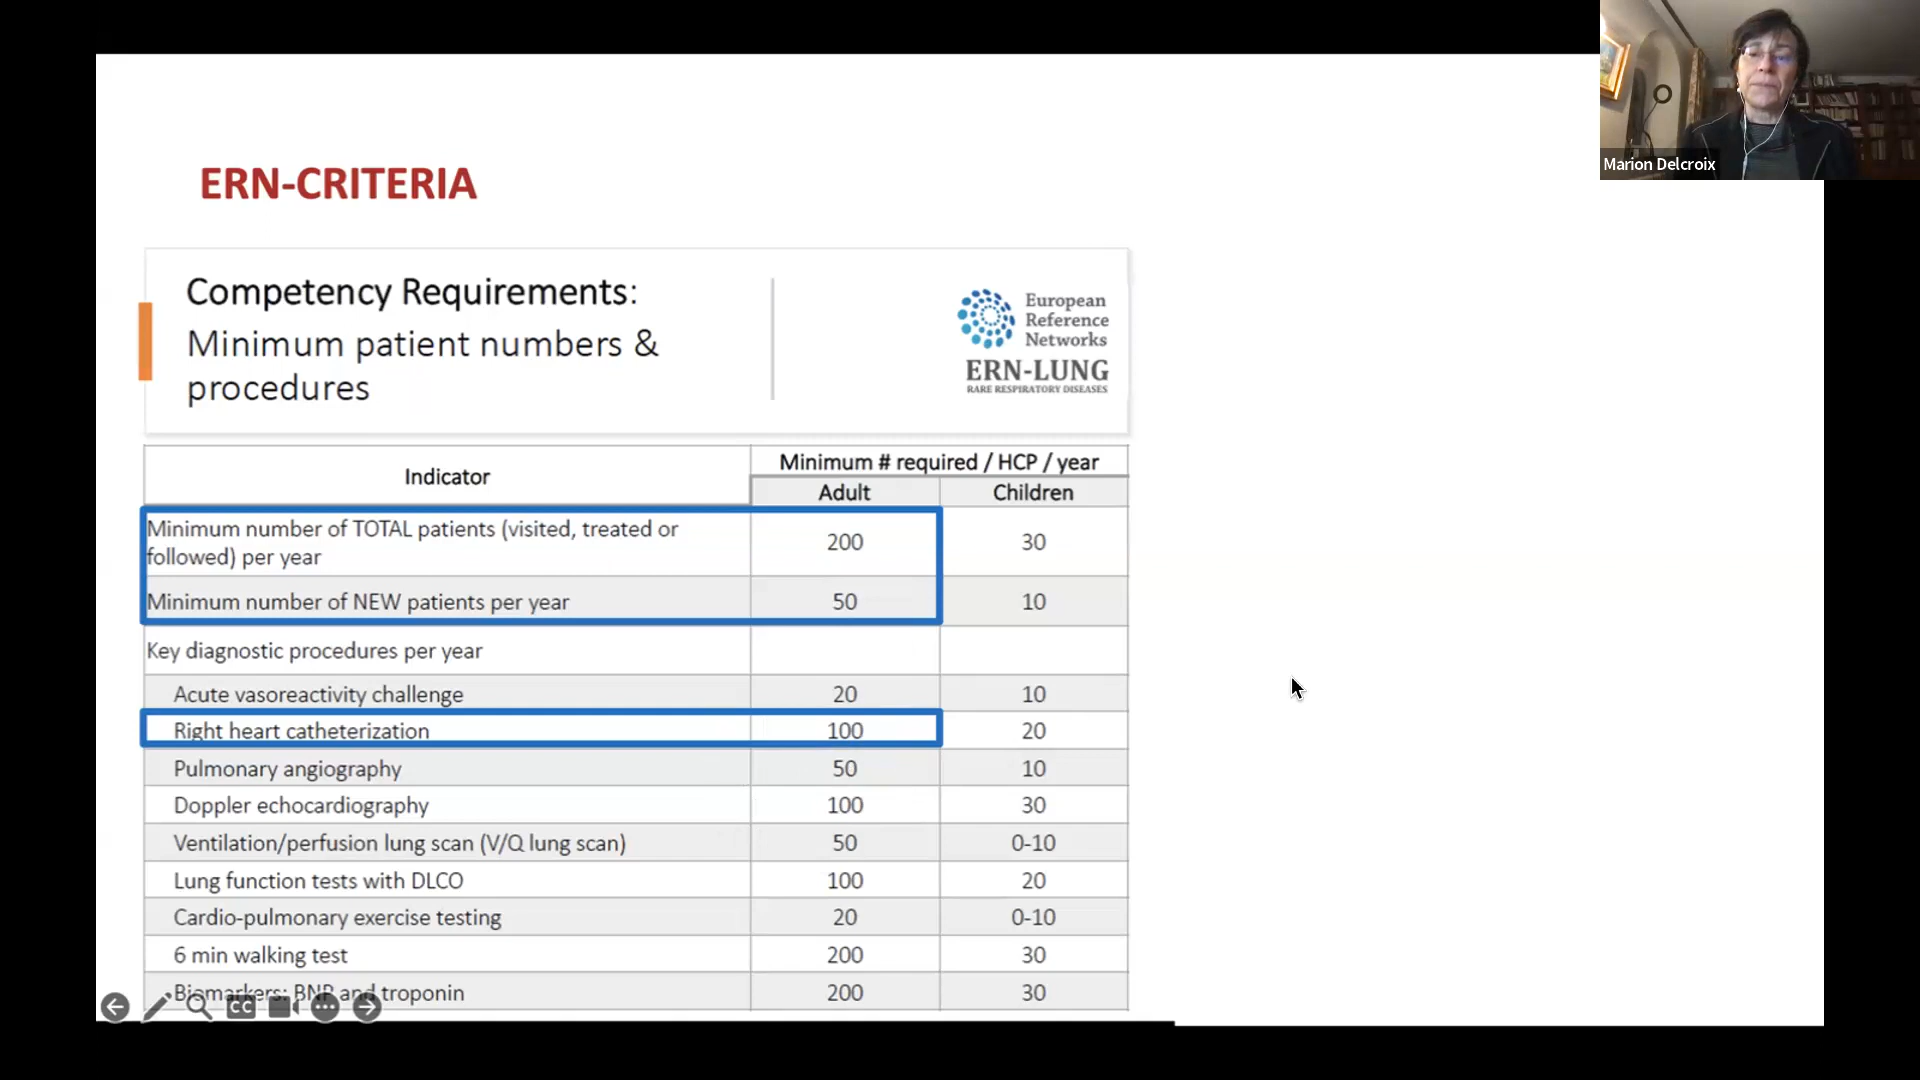 Marion Delcroix
ERN-CRITERIA
Competency Requirements:
Minimum patient numbers &
procedures
European
Reference
Networks
ERN-LUNG
RARE RESPIRATORY DISEASES
Indicator
Minimum # required / HCP / year
Adult
Children
Minimum number of TOTAL patients (visited, treated or
followed) per year
200
30
Minimum number of NEW patients per year
50
10
Key diagnostic procedures per year
Acute vasoreactivity challenge
20
10
Right heart catheterization
100
20
Pulmonary angiography
50
10
Doppler echocardiography
100
30
Ventilation/perfusion lung scan (V/Q lung scan)
50
0-10
Lung function tests with DLCO
100
20
Cardio-pulmonary exercise testing
20
0-10
6 min walking test
200
30
Biomarkers: BNP and troponin
200
30
CC